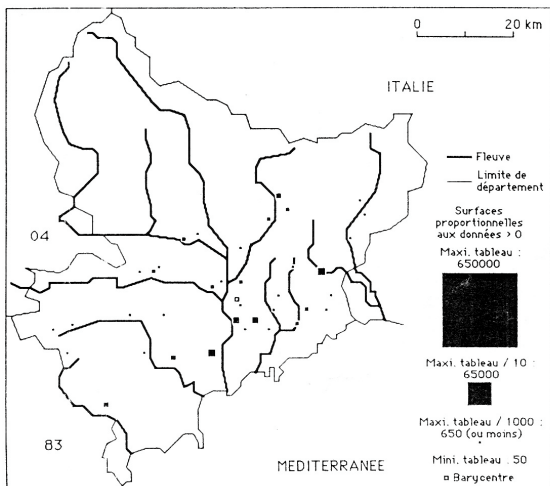 0 20 km
ITALIE
Fleuve
Limite de
département
Surfaces
proportionnelles
aux données > 0
Maxi. tableau :
650000
Maxi. tableau / 10 :
65000
Maxi. tableau / 1000 :
650 (ou moins)
Mini. tableau : 50
Barycentre
04
83
MEDITERRANEE